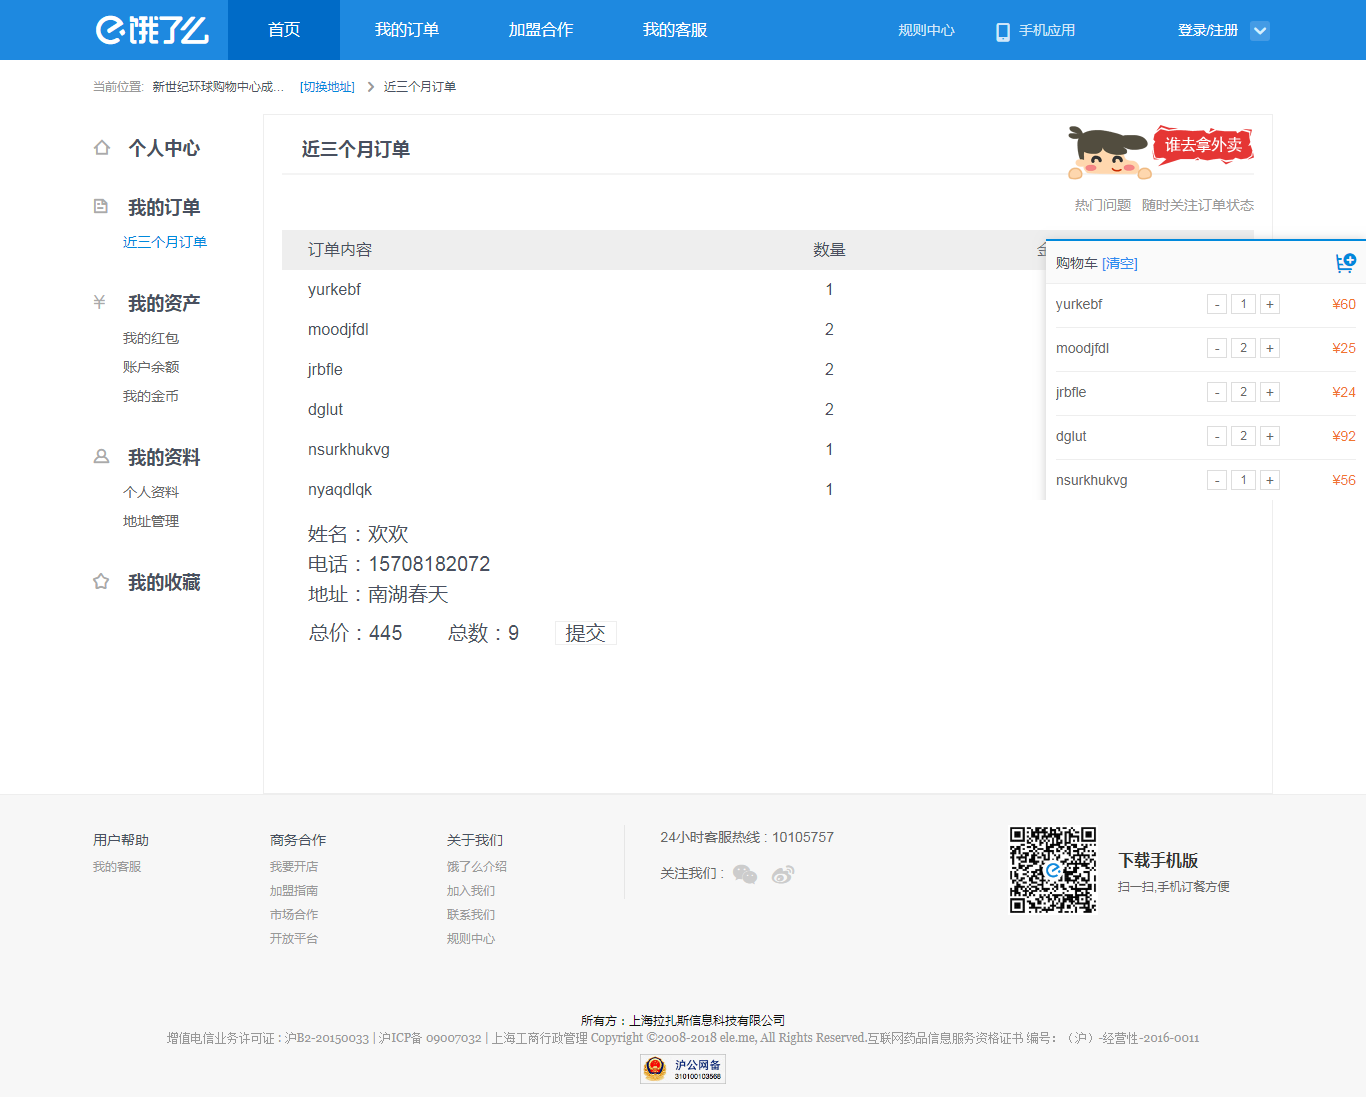 饿了么 首页 我的订单 加盟合作 我的客服 规则中心 手机应用 登录/注册
当前位置: 新世纪环球购物中心成... [切换地址] 近三个月订单
个人中心
我的订单
近三个月订单
¥ 我的资产
我的红包
账户余额
我的金币
我的资料
个人资料
地址管理
我的收藏
近三个月订单
谁去拿外卖
热门问题 随时关注订单状态
订单内容 数量
yurkebf 1
moodjfdl 2
jrbfle 2
dglut 2
nsurkhukvg 1
nyaqdlqk 1
姓名：欢欢
电话：15708182072
地址：南湖春天
总价：445 总数：9 提交
购物车 [清空]
yurkebf - 1 + ¥60
moodjfdl - 2 + ¥25
jrbfle - 2 + ¥24
dglut - 2 + ¥92
nsurkhukvg - 1 + ¥56
用户帮助
我的客服
商务合作
我要开店
加盟指南
市场合作
开放平台
关于我们
饿了么介绍
加入我们
联系我们
规则中心
24小时客服热线 : 10105757
关注我们 :
下载手机版
扫一扫,手机订餐方便
所有方：上海拉扎斯信息科技有限公司
增值电信业务许可证 : 沪B2-20150033 | 沪ICP备 09007032 | 上海工商行政管理 Copyright ©2008-2018 ele.me, All Rights Reserved.互联网药品信息服务资格证书 编号：（沪）-经营性-2016-0011
沪公网备
310100103568